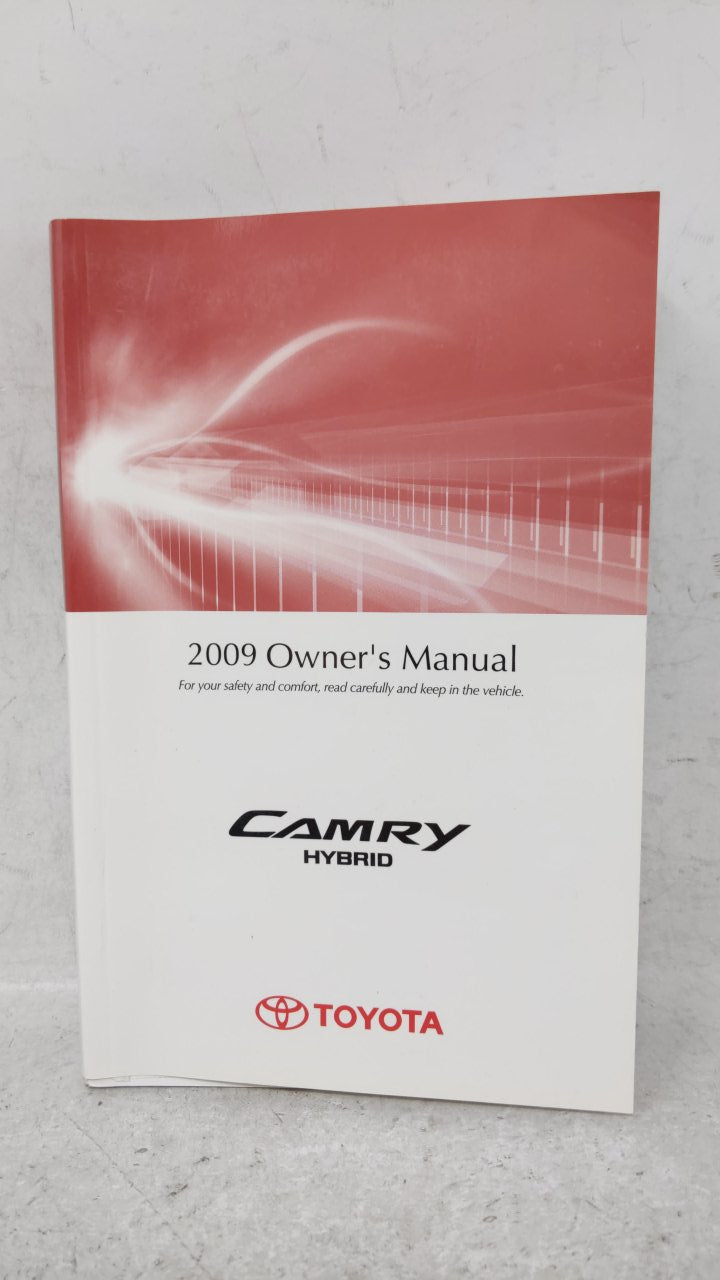 2009 Owner's Manual
For your safety and comfort, read carefully and keep in the vehicle.
CAMRY
HYBRID
TOYOTA